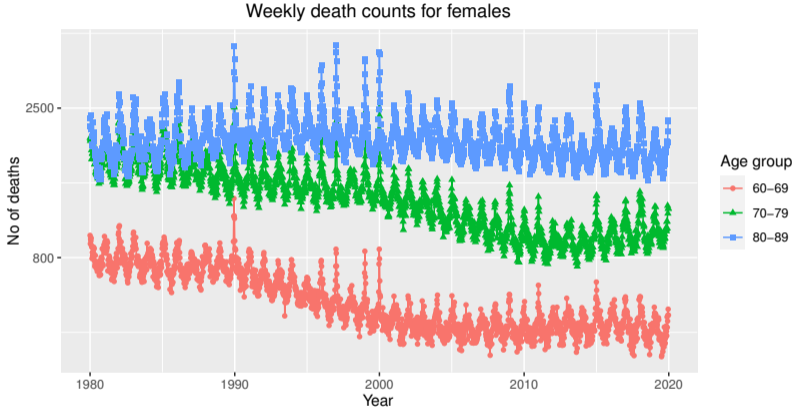 Weekly death counts for females
No of deaths
2500
800
1980
1990
2000
2010
2020
Year
Age group
60–69
70–79
80–89